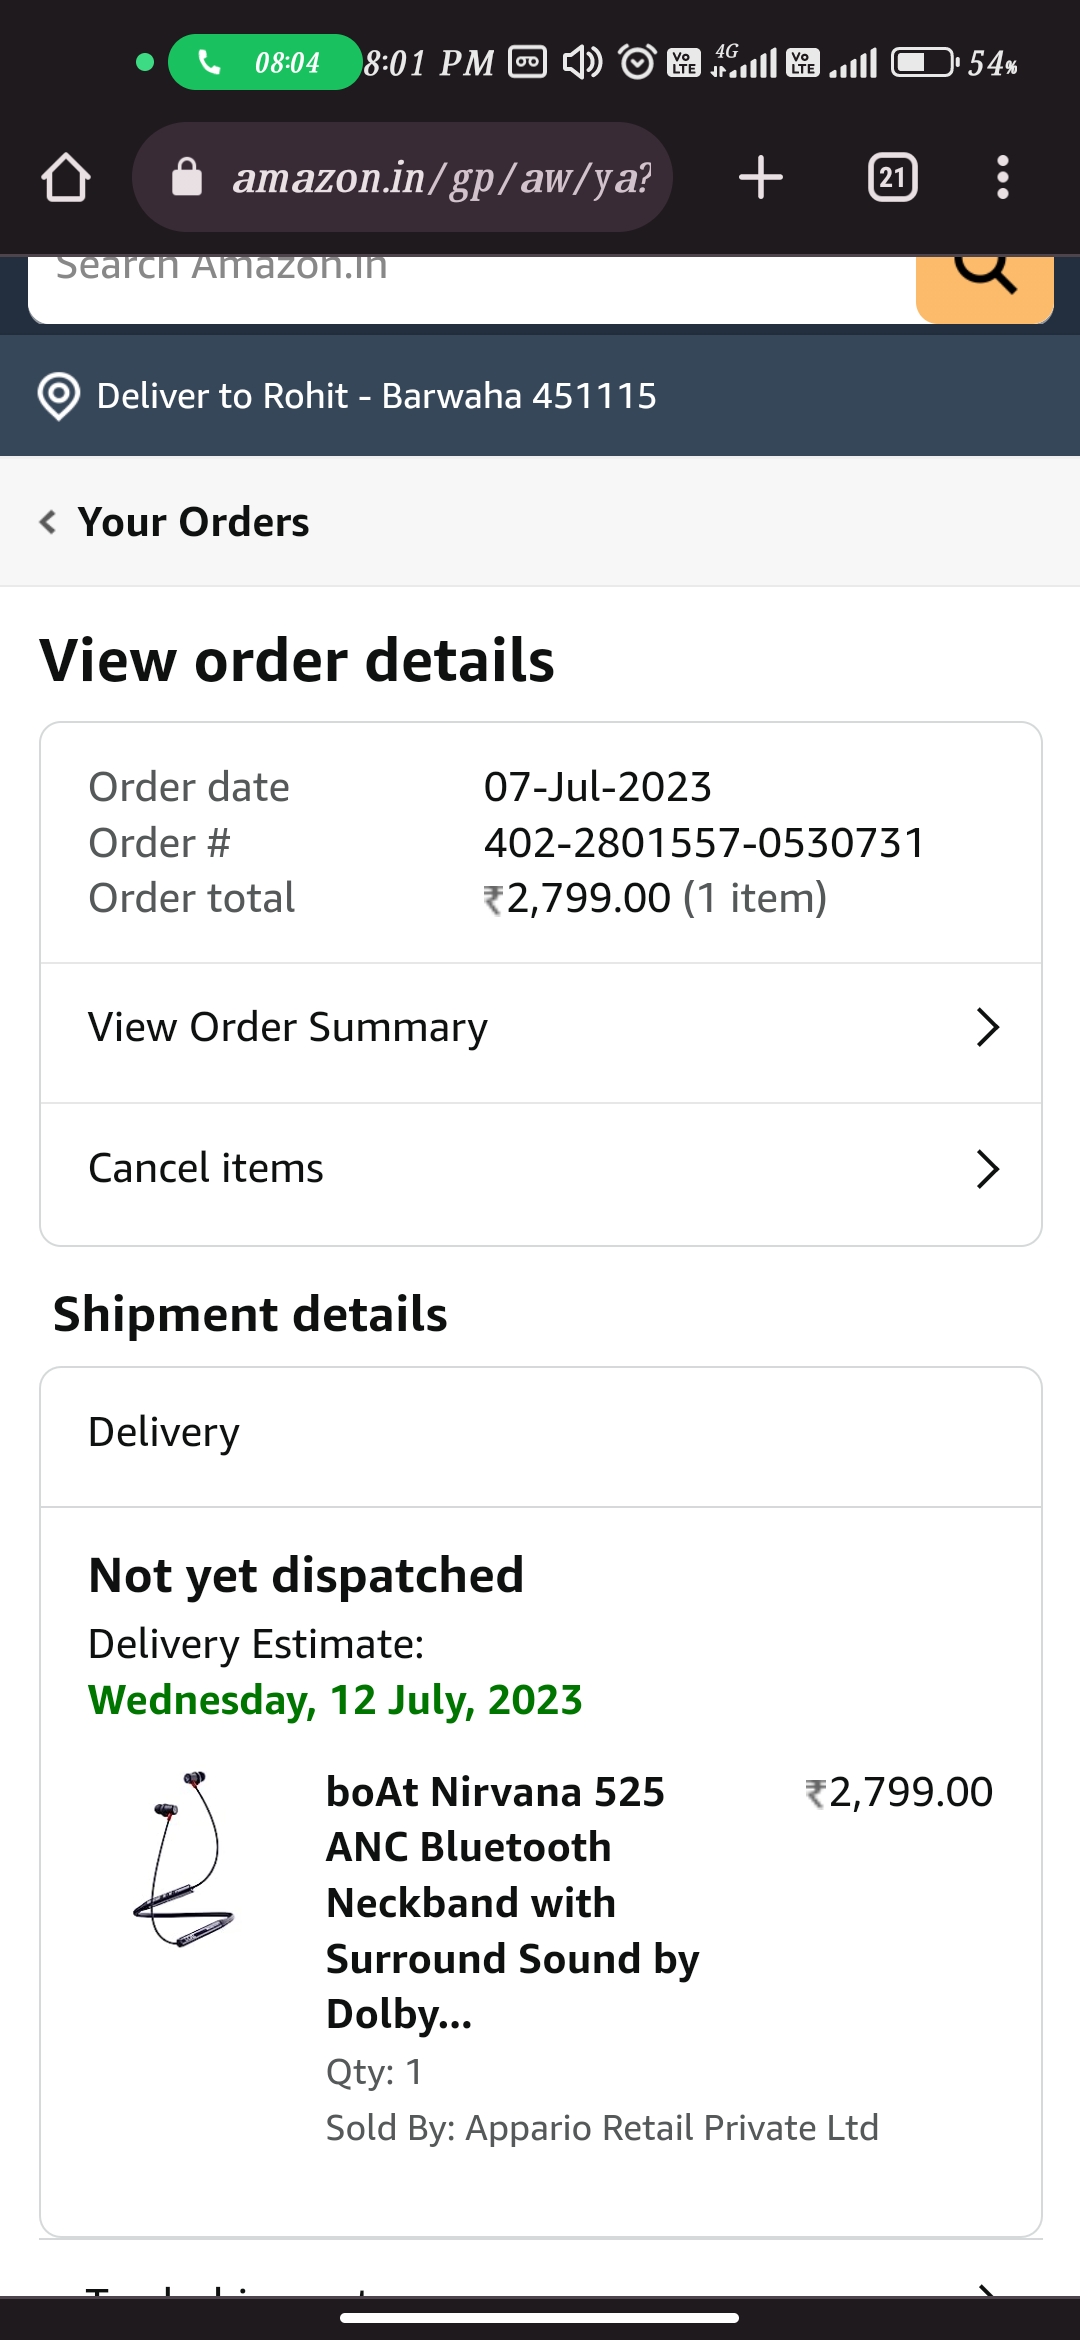 08:04 8:01 PM Vo LTE 4G Vo LTE 54%
amazon.in/gp/aw/ya?
21
Search Amazon.in
Deliver to Rohit - Barwaha 451115
Your Orders
View order details
Order date 07-Jul-2023
Order # 402-2801557-0530731
Order total ₹2,799.00 (1 item)
View Order Summary
Cancel items
Shipment details
Delivery
Not yet dispatched
Delivery Estimate:
Wednesday, 12 July, 2023
boAt Nirvana 525 ₹2,799.00
ANC Bluetooth
Neckband with
Surround Sound by
Dolby...
Qty: 1
Sold By: Appario Retail Private Ltd